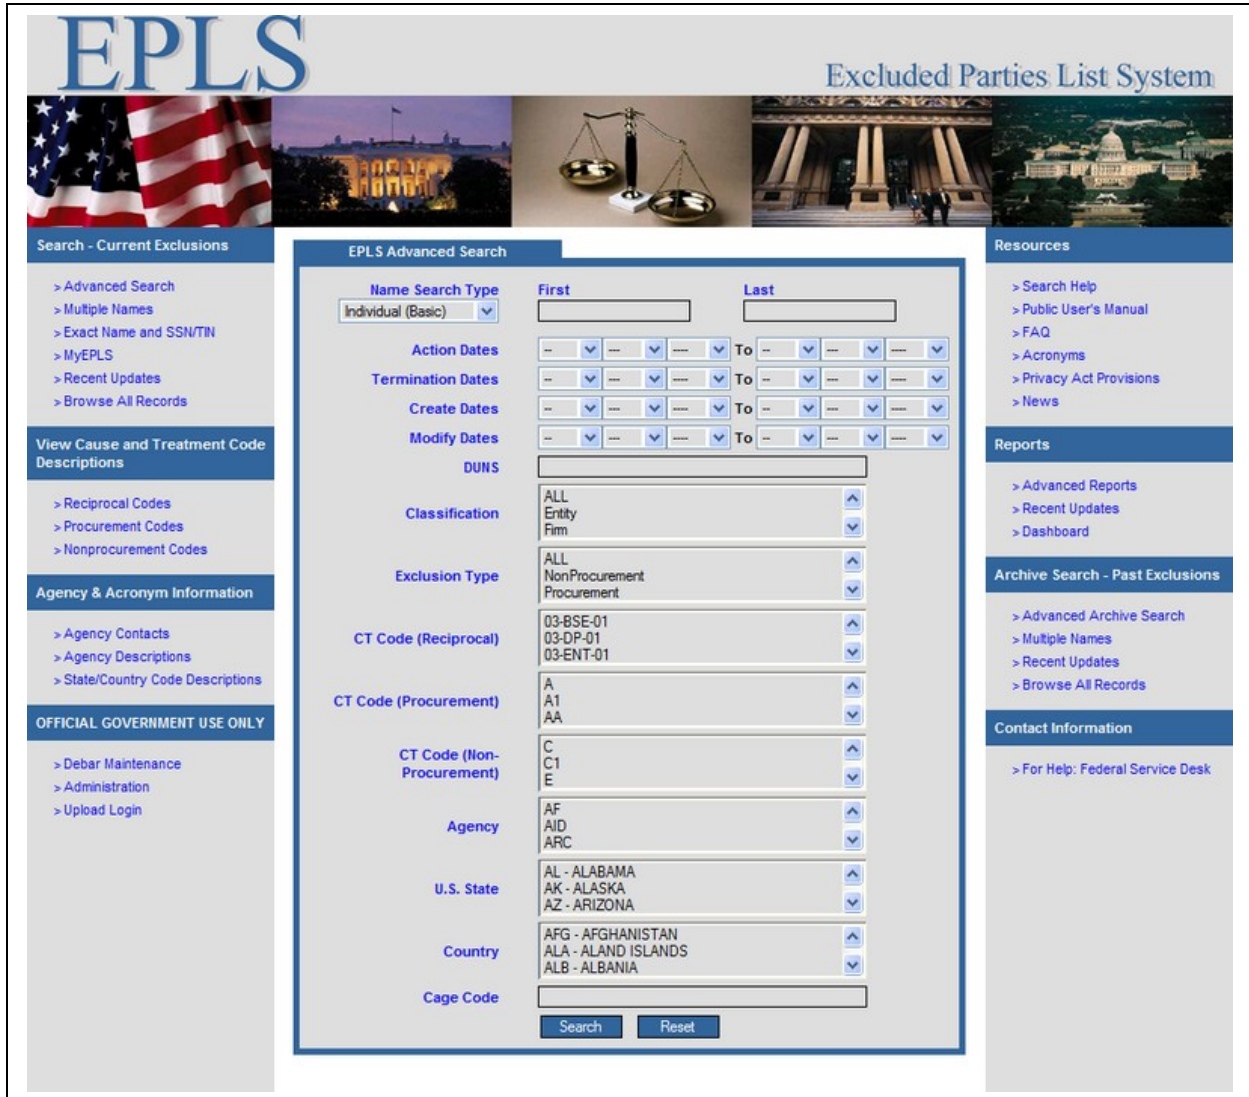 EPLS
Excluded Parties List System
Search - Current Exclusions
> Advanced Search
> Multiple Names
> Exact Name and SSN/TIN
> MyEPLS
> Recent Updates
> Browse All Records
View Cause and Treatment Code
Descriptions
> Reciprocal Codes
> Procurement Codes
> Nonprocurement Codes
Agency & Acronym Information
> Agency Contacts
> Agency Descriptions
> State/Country Code Descriptions
OFFICIAL GOVERNMENT USE ONLY
> Debar Maintenance
> Administration
> Upload Login
EPLS Advanced Search
Name Search Type First Last
Individual (Basic)
Action Dates -- --- ---- To -- --- ----
Termination Dates -- --- ---- To -- --- ----
Create Dates -- --- ---- To -- --- ----
Modify Dates -- --- ---- To -- --- ----
DUNS
Classification
ALL
Entity
Firm
Exclusion Type
ALL
NonProcurement
Procurement
CT Code (Reciprocal)
03-BSE-01
03-DP-01
03-ENT-01
CT Code (Procurement)
A
A1
AA
CT Code (Non-
Procurement)
C
C1
E
Agency
AF
AID
ARC
U.S. State
AL - ALABAMA
AK - ALASKA
AZ - ARIZONA
Country
AFG - AFGHANISTAN
ALA - ALAND ISLANDS
ALB - ALBANIA
Cage Code
Search Reset
Resources
> Search Help
> Public User's Manual
> FAQ
> Acronyms
> Privacy Act Provisions
> News
Reports
> Advanced Reports
> Recent Updates
> Dashboard
Archive Search - Past Exclusions
> Advanced Archive Search
> Multiple Names
> Recent Updates
> Browse All Records
Contact Information
> For Help: Federal Service Desk